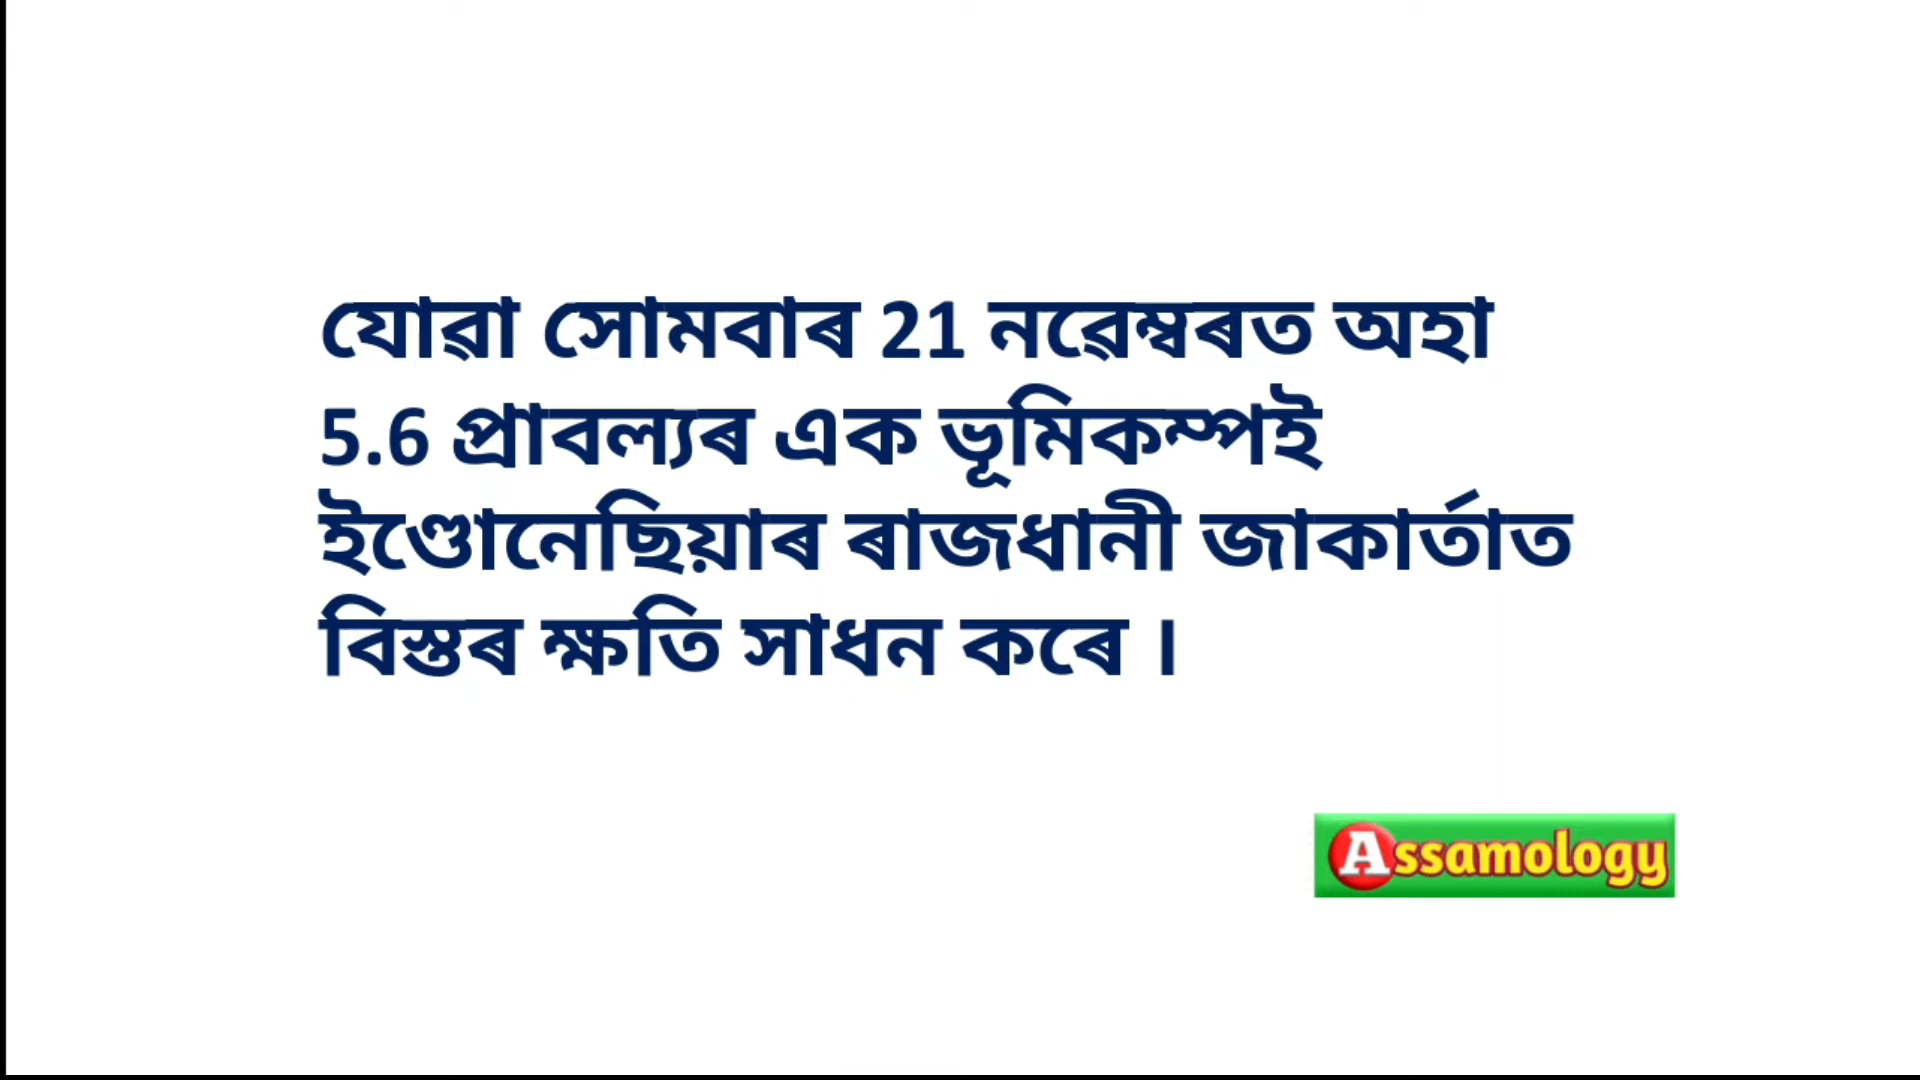 যোৱা সোমবাৰ 21 নৱেম্বৰত অহা
5.6 প্ৰাবল্যৰ এক ভূমিকম্পই
ইণ্ডোনেছিয়াৰ ৰাজধানী জাকাৰ্তাত
বিস্তৰ ক্ষতি সাধন কৰে ।
Assamology